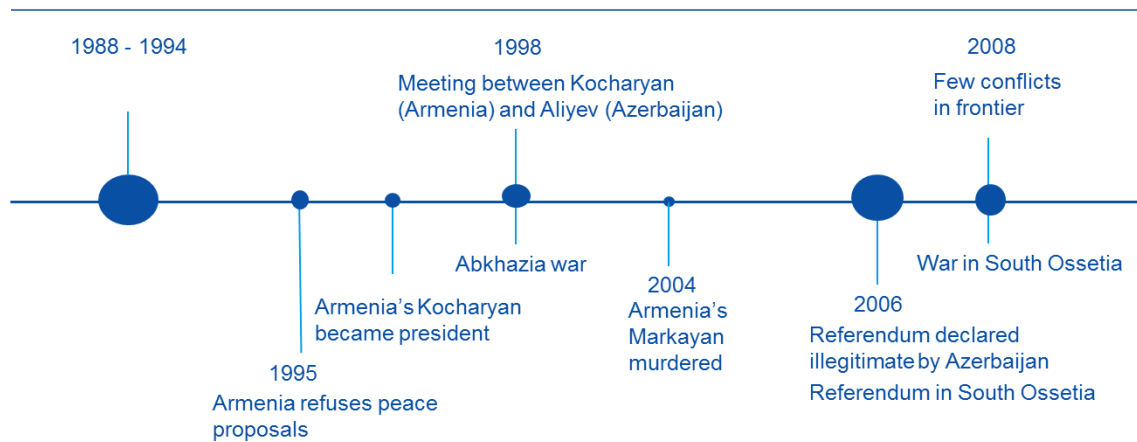 1988 - 1994
1998
Meeting between Kocharyan
(Armenia) and Aliyev (Azerbaijan)
2008
Few conflicts
in frontier
Abkhazia war
War in South Ossetia
Armenia's Kocharyan
became president
2004
Armenia's
Markayan
murdered
2006
Referendum declared
illegitimate by Azerbaijan
Referendum in South Ossetia
1995
Armenia refuses peace
proposals